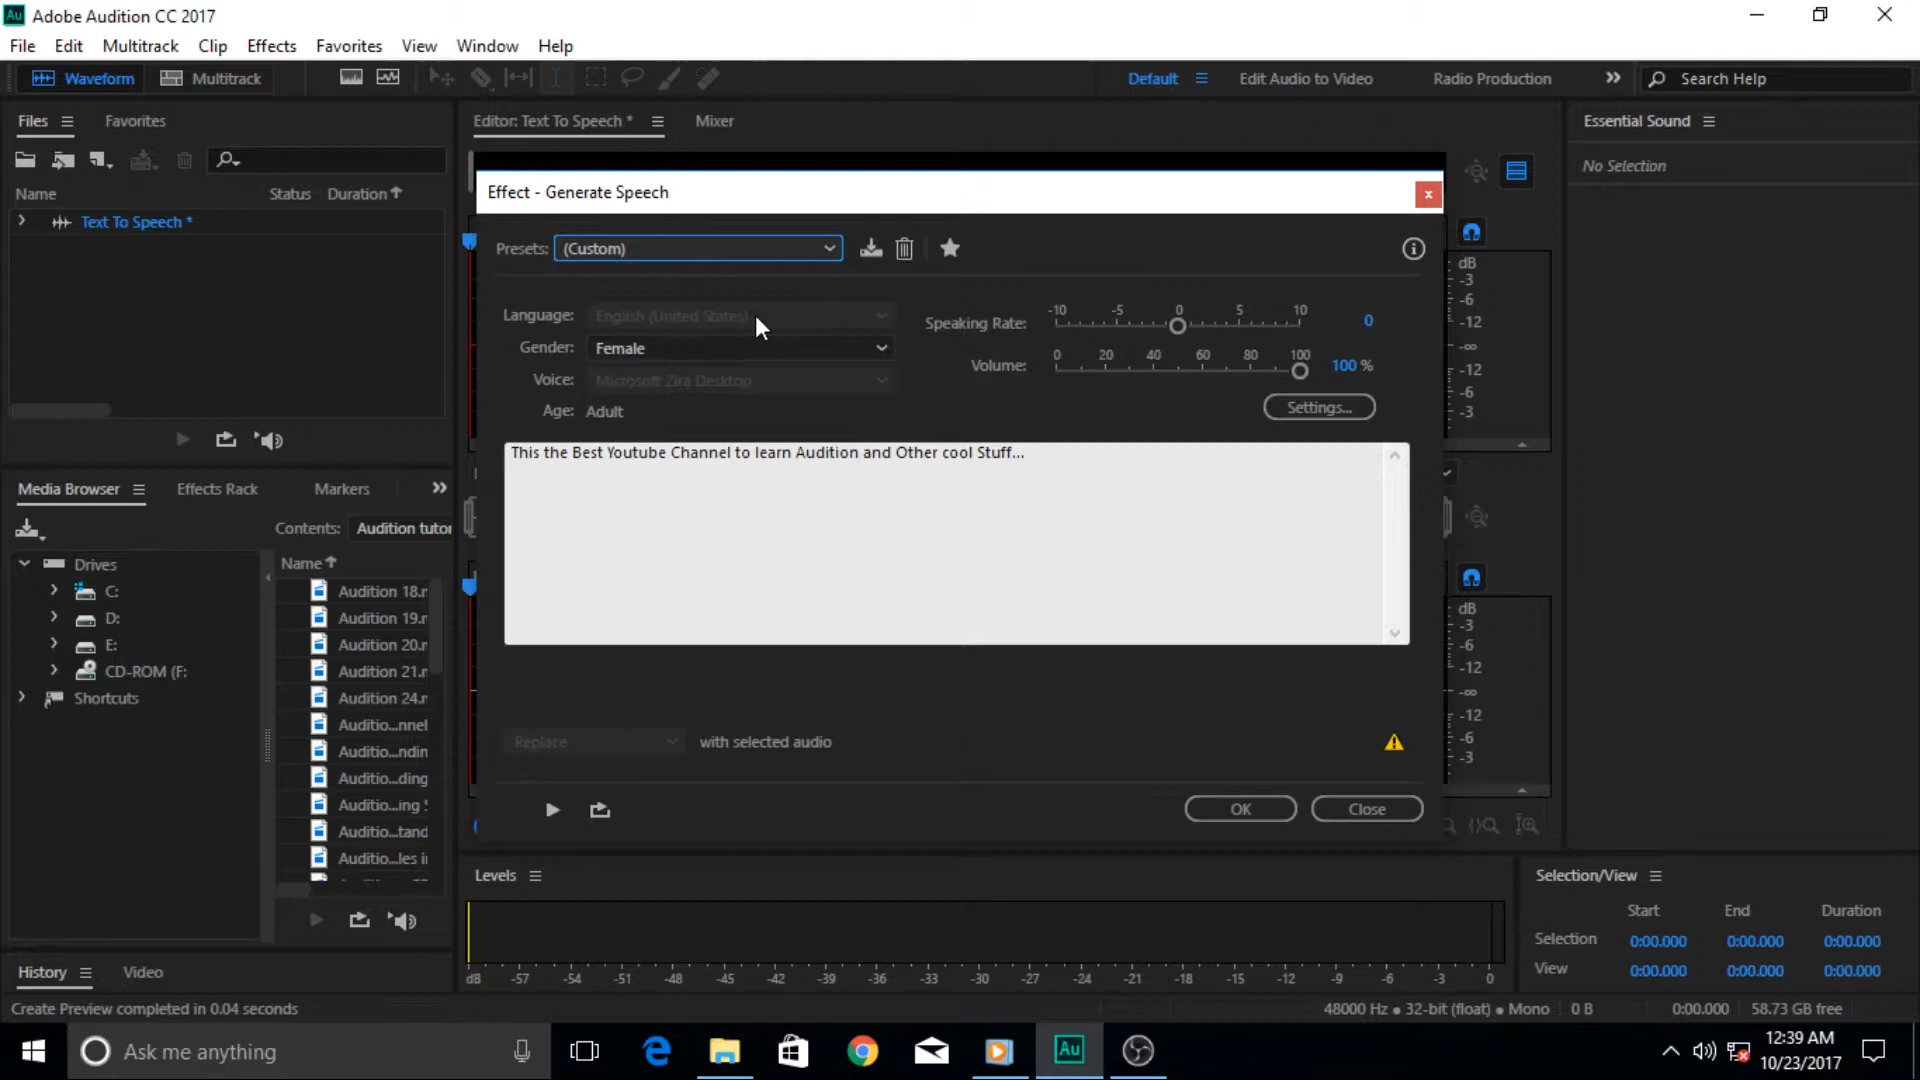 Au Adobe Audition CC 2017
File Edit Multitrack Clip Effects Favorites View Window Help
Waveform Multitrack Default Edit Audio to Video Radio Production Search Help
Files Favorites
Editor: Text To Speech * Mixer
Essential Sound
No Selection
Name Status Duration
Text To Speech *
Effect - Generate Speech
Presets: (Custom)
Language: English (United States)
Gender: Female
Voice: Microsoft Zira Desktop
Age: Adult
Speaking Rate: -10 -5 0 5 10 0
Volume: 0 20 40 60 80 100 100 %
Settings...
This the Best Youtube Channel to learn Audition and Other cool Stuff...
Replace with selected audio
OK Close
dB
-3
-6
-12
-∞
-12
-6
-3
dB
-3
-6
-12
-∞
-12
-6
-3
Media Browser Effects Rack Markers
Contents: Audition tutor
Drives
C:
D:
E:
CD-ROM (F:
Shortcuts
Name
Audition 18.r
Audition 19.r
Audition 20.r
Audition 21.r
Audition 24.r
Auditio...nnel
Auditio...ndin
Auditio...ding
Auditio...ing
Auditio...tand
Auditio...les i
Levels
dB -57 -54 -51 -48 -45 -42 -39 -36 -33 -30 -27 -24 -21 -18 -15 -12 -9 -6 -3 0
Selection/View
Start End Duration
Selection 0:00.000 0:00.000 0:00.000
View 0:00.000 0:00.000 0:00.000
History Video
Create Preview completed in 0.04 seconds
48000 Hz ● 32-bit (float) ● Mono 0 B 0:00.000 58.73 GB free
Ask me anything
Au
12:39 AM
10/23/2017